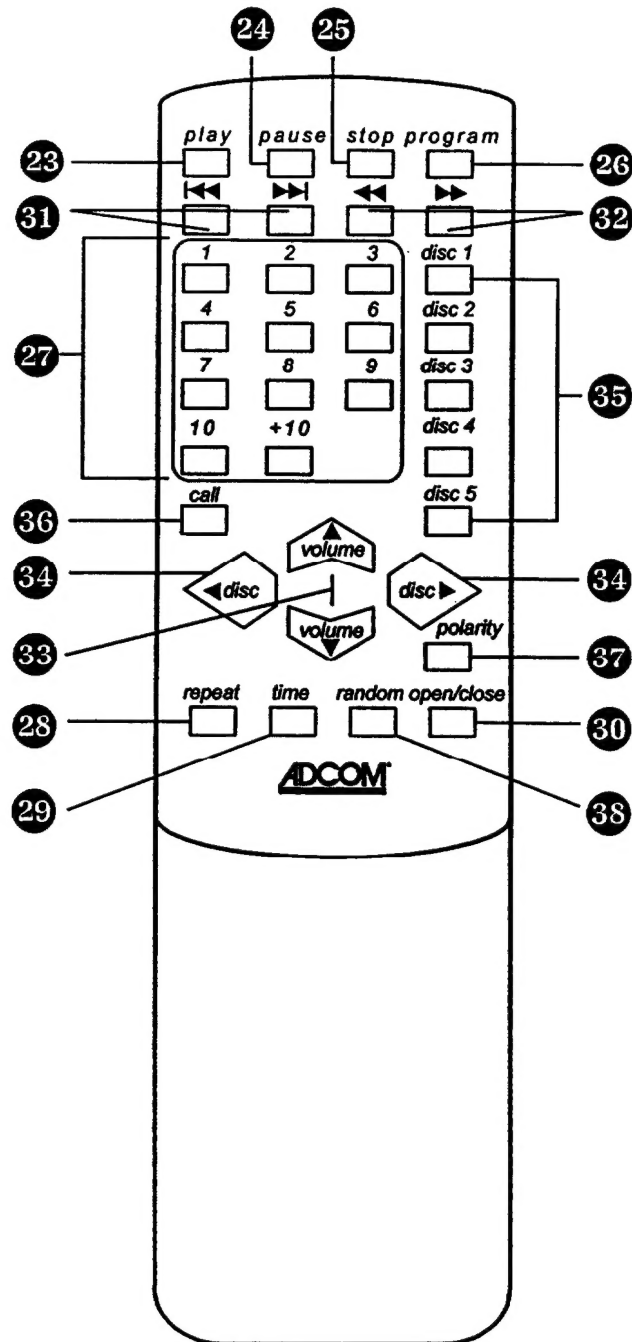 24 25
play pause stop program
23 26
31 32
1 2 3 disc 1
4 5 6 disc 2
27 35
7 8 9 disc 3
10 +10 disc 4
call disc 5
36
volume
34 disc disc 34
volume
33 polarity
37
repeat time random open/close
28 30
ADCOM
29 38